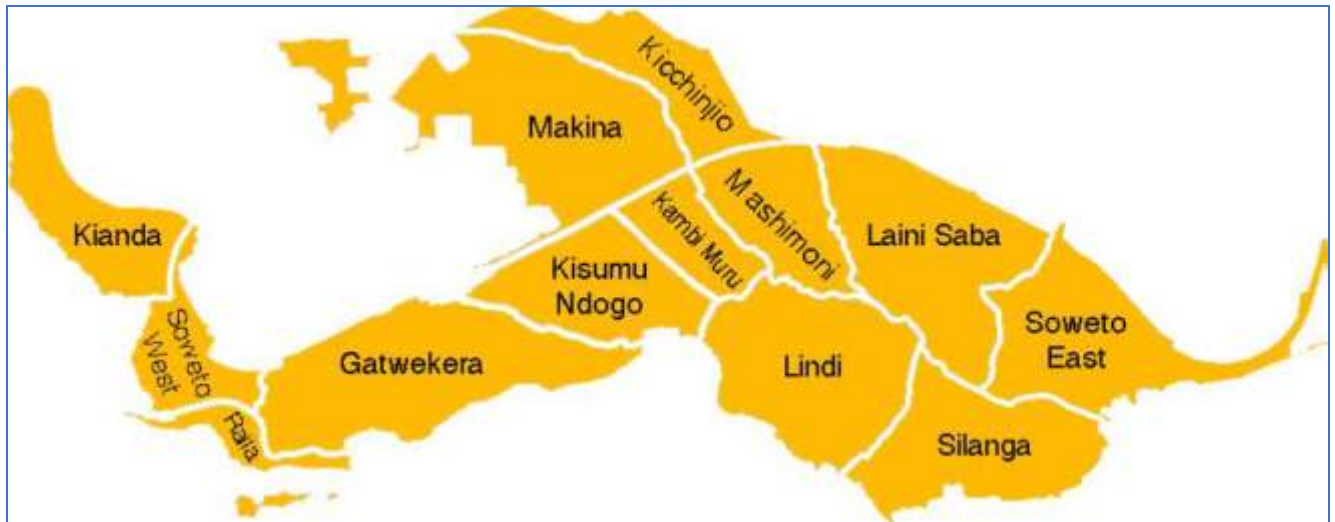 Kicchinjio
Makina
Kianda
Kambi Muru
Mashimoni
Laini Saba
Kisumu
Ndogo
Soweto
West
Gatwekera
Lindi
Soweto
East
Raila
Silanga